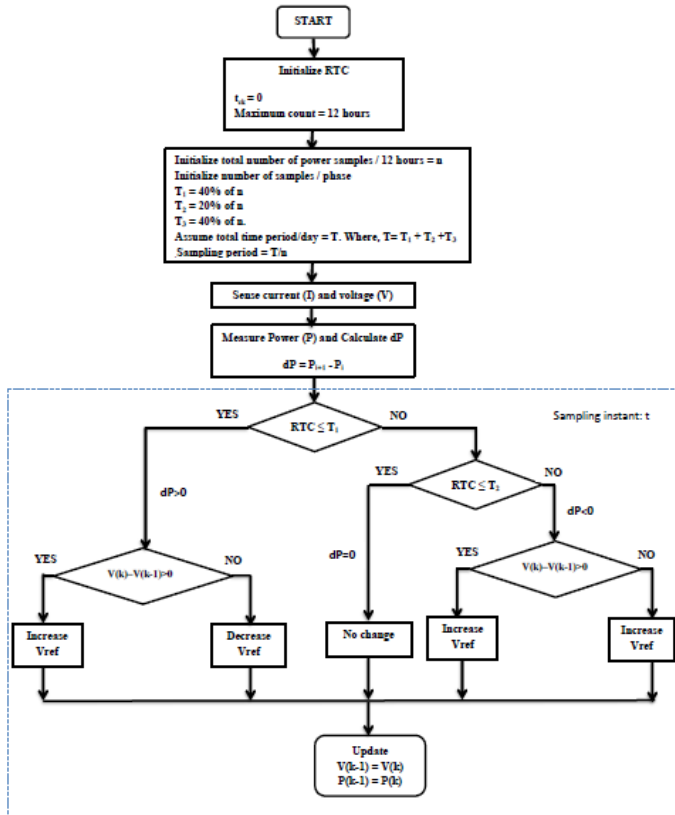 START
Initialize RTC
t_clk = 0
Maximum count = 12 hours
Initialize total number of power samples / 12 hours = n
Initialize number of samples / phase
T₁ = 40% of n
T₂ = 20% of n
T₃ = 40% of n.
Assume total time period/day = T. Where, T= T₁ + T₂ +T₃
.Sampling period = T/n
Sense current (I) and voltage (V)
Measure Power (P) and Calculate dP
dP = Pᵢ₊₁ - Pᵢ
Sampling instant: t
YES
RTC ≤ T₁
NO
YES
RTC ≤ T₂
NO
dP>0
dP<0
dP=0
YES
V(k)–V(k-1)>0
NO
YES
V(k)–V(k-1)>0
NO
Increase
Vref
Decrease
Vref
No change
Increase
Vref
Increase
Vref
Update
V(k-1) = V(k)
P(k-1) = P(k)